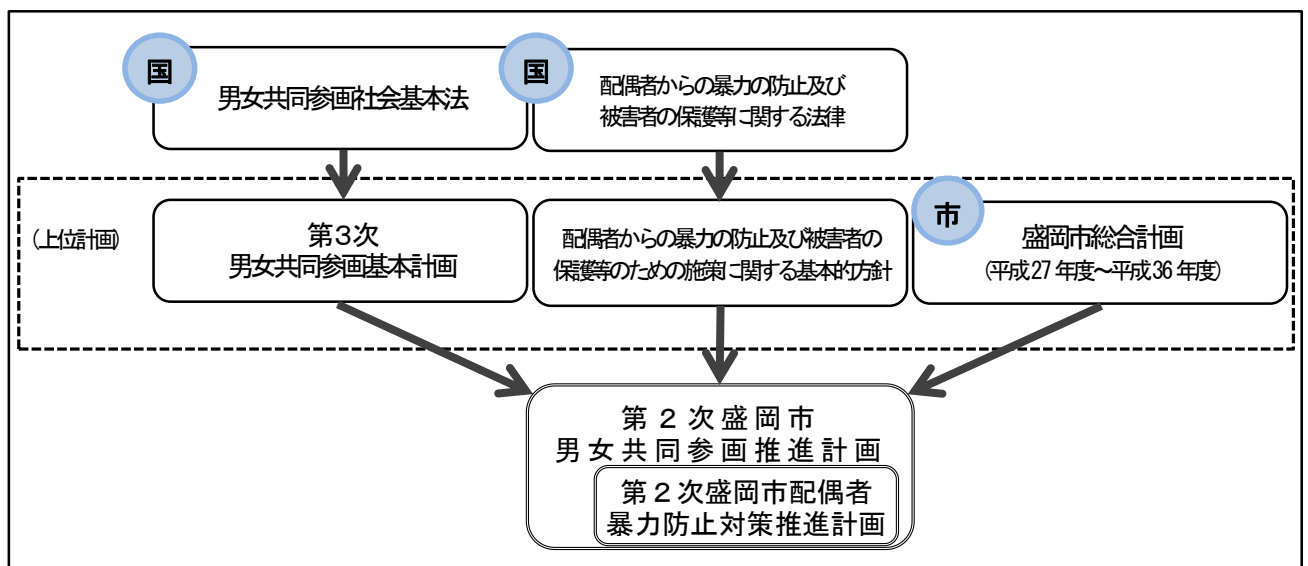 国
男女共同参画社会基本法
国
配偶者からの暴力の防止及び
被害者の保護等に関する法律
(上位計画)
第3次
男女共同参画基本計画
配偶者からの暴力の防止及び被害者の
保護等のための施策に関する基本的方針
市
盛岡市総合計画
(平成27年度～平成36年度)
第2次盛岡市
男女共同参画推進計画
第2次盛岡市配偶者
暴力防止対策推進計画